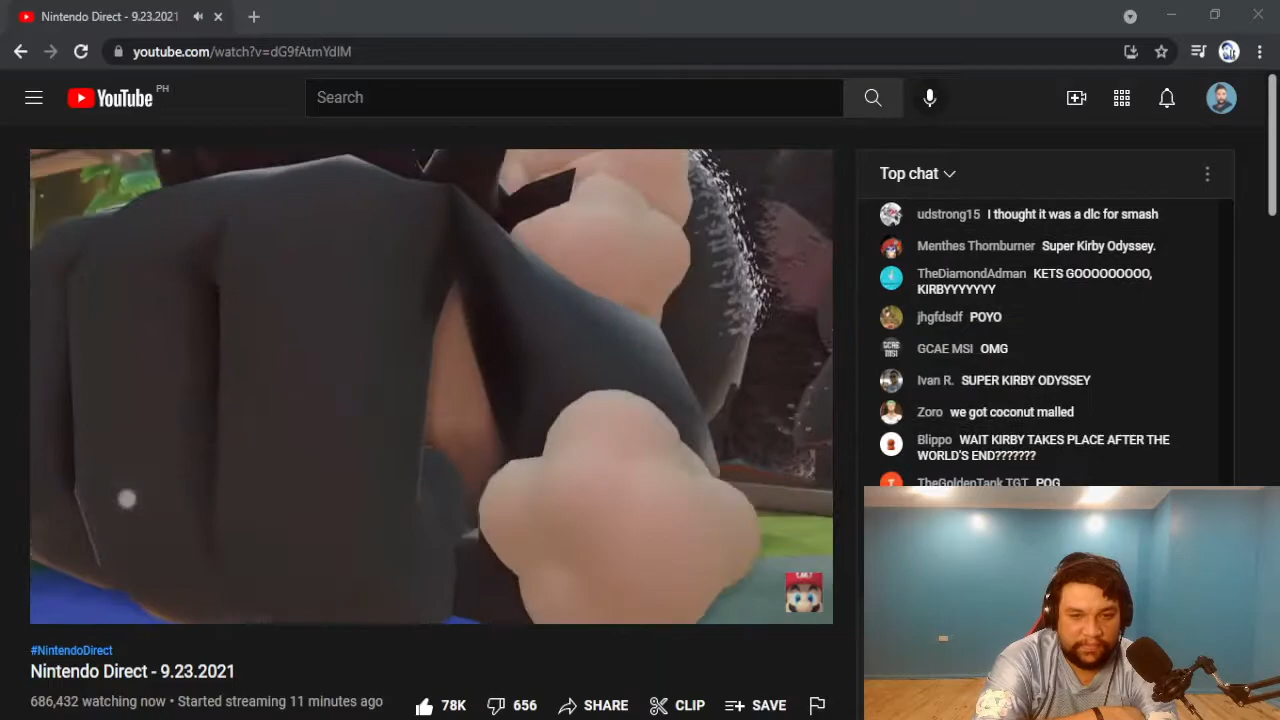 Nintendo Direct - 9.23.2021
youtube.com/watch?v=dG9fAtmYdlM
YouTube PH
Search
Top chat
udstrong15 I thought it was a dlc for smash
Menthes Thornburner Super Kirby Odyssey.
TheDiamondAdman KETS GOOOOOOOOO,
KIRBYYYYYYY
jhgfdsdf POYO
GCAE MSI OMG
Ivan R. SUPER KIRBY ODYSSEY
Zoro we got coconut malled
Blippo WAIT KIRBY TAKES PLACE AFTER THE
WORLD'S END???????
TheGoldenTank TGT POG
#NintendoDirect
Nintendo Direct - 9.23.2021
686,432 watching now • Started streaming 11 minutes ago
78K
656
SHARE
CLIP
SAVE